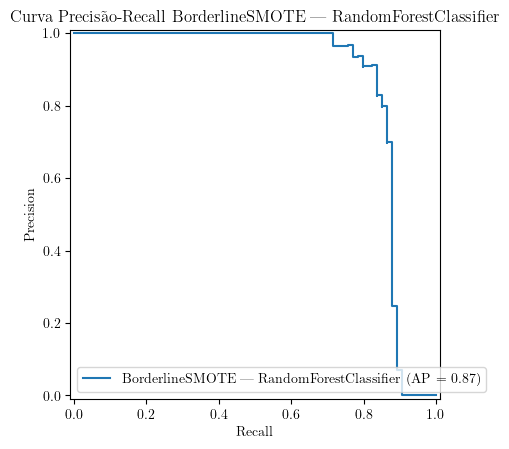 Curva Precisão-Recall BorderlineSMOTE — RandomForestClassifier
1.0
0.8
0.6
0.4
0.2
0.0
Precision
BorderlineSMOTE — RandomForestClassifier (AP = 0.87)
0.0 0.2 0.4 0.6 0.8 1.0
Recall